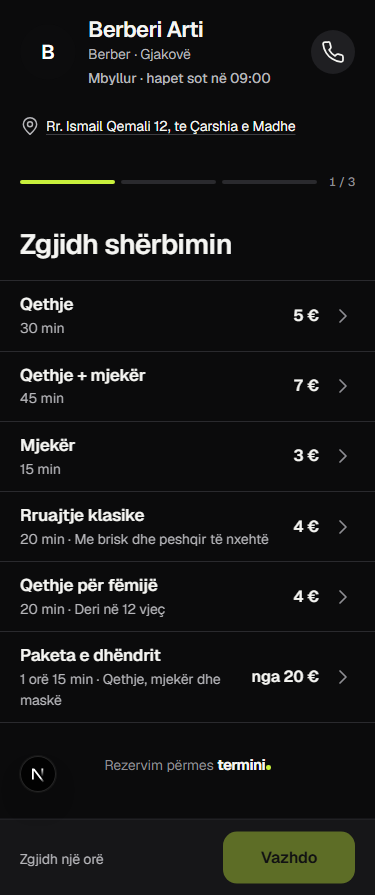 B
Berberi Arti
Berber · Gjakovë
Mbyllur · hapet sot në 09:00
Rr. Ismail Qemali 12, te Çarshia e Madhe
1 / 3
Zgjidh shërbimin
Qethje
30 min
5 €
Qethje + mjekër
45 min
7 €
Mjekër
15 min
3 €
Rruajtje klasike
20 min · Me brisk dhe peshqir të nxehtë
4 €
Qethje për fëmijë
20 min · Deri në 12 vjeç
4 €
Paketa e dhëndrit
1 orë 15 min · Qethje, mjekër dhe
maskë
nga 20 €
N
Rezervim përmes termini.
Zgjidh një orë
Vazhdo